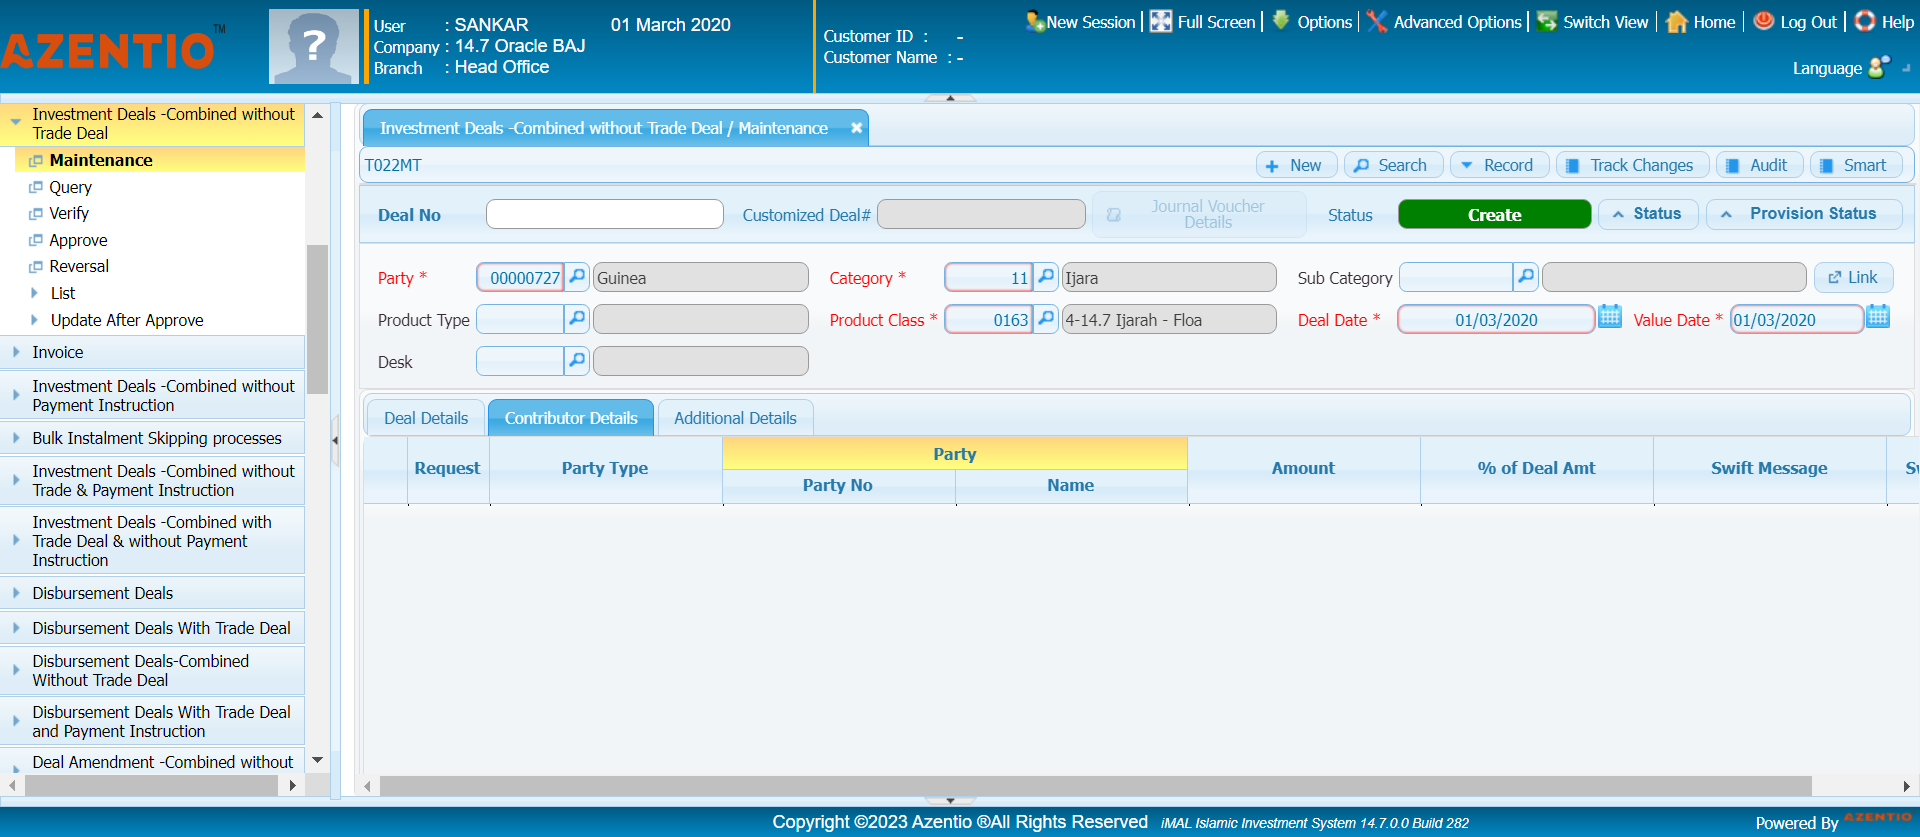 AZENTIO TM
?
User : SANKAR 01 March 2020
Company : 14.7 Oracle BAJ
Branch : Head Office
Customer ID : -
Customer Name : -
New Session Full Screen Options Advanced Options Switch View Home Log Out Help
Language
Investment Deals -Combined without Trade Deal
Maintenance
Query
Verify
Approve
Reversal
List
Update After Approve
Invoice
Investment Deals -Combined without
Payment Instruction
Bulk Instalment Skipping processes
Investment Deals -Combined without
Trade & Payment Instruction
Investment Deals -Combined with
Trade Deal & without Payment
Instruction
Disbursement Deals
Disbursement Deals With Trade Deal
Disbursement Deals-Combined
Without Trade Deal
Disbursement Deals With Trade Deal
and Payment Instruction
Deal Amendment -Combined without
Investment Deals -Combined without Trade Deal / Maintenance
T022MT New Search Record Track Changes Audit Smart
Deal No Customized Deal# Journal Voucher Details Status Create Status Provision Status
Party * 00000727 Guinea Category * 11 Ijara Sub Category Link
Product Type Product Class * 0163 4-14.7 Ijarah - Floa Deal Date * 01/03/2020 Value Date * 01/03/2020
Desk
Deal Details Contributor Details Additional Details
Request Party Type Party Amount % of Deal Amt Swift Message
Party No Name
Copyright ©2023 Azentio ®All Rights Reserved iMAL Islamic Investment System 14.7.0.0 Build 282
Powered By AZENTIO